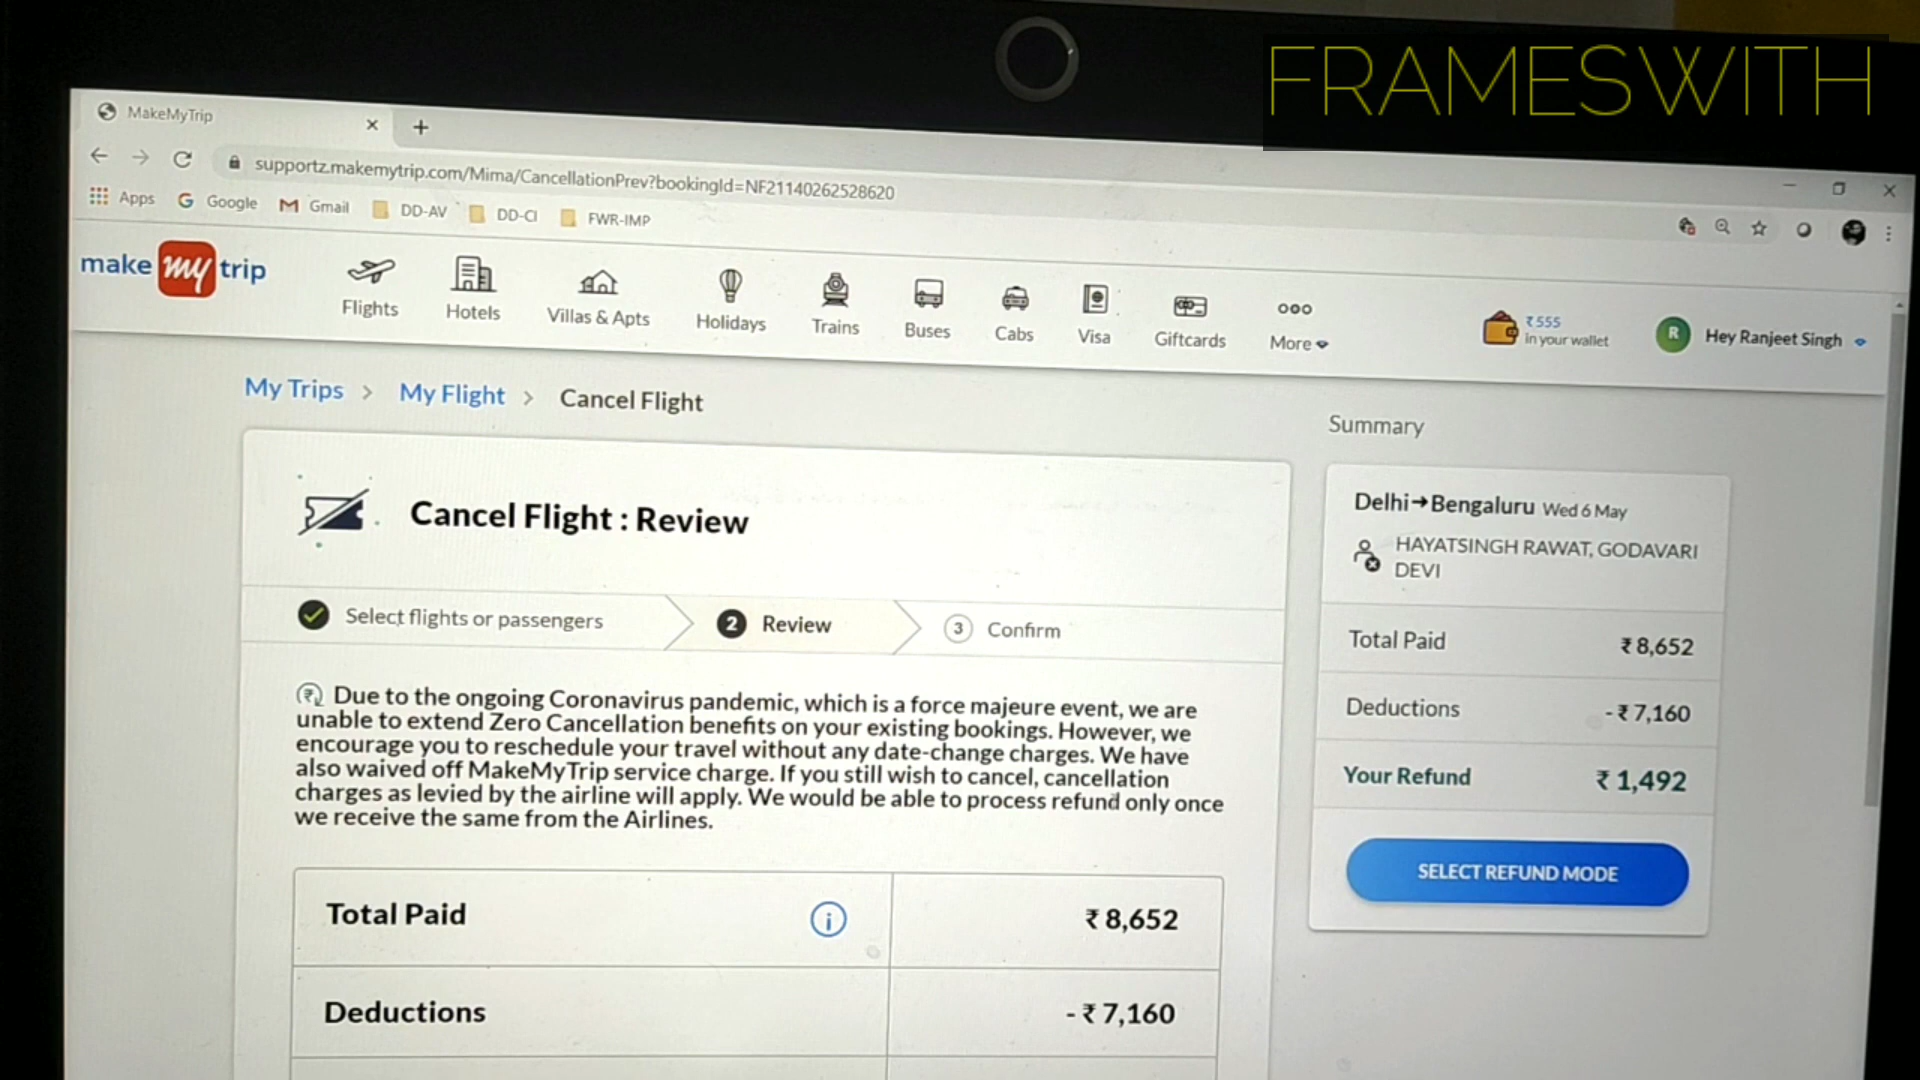 FRAMESWITH
MakeMyTrip
supportz.makemytrip.com/Mima/CancellationPrev?bookingId=NF21140262528620
Apps Google Gmail DD-AV DD-CI FWR-IMP
make my trip
Flights Hotels Villas & Apts Holidays Trains Buses Cabs Visa Giftcards More
₹555
in your wallet
R Hey Ranjeet Singh
My Trips > My Flight > Cancel Flight
Cancel Flight : Review
Select flights or passengers 2 Review 3 Confirm
Due to the ongoing Coronavirus pandemic, which is a force majeure event, we are
unable to extend Zero Cancellation benefits on your existing bookings. However, we
encourage you to reschedule your travel without any date-change charges. We have
also waived off MakeMyTrip service charge. If you still wish to cancel, cancellation
charges as levied by the airline will apply. We would be able to process refund only once
we receive the same from the Airlines.
Total Paid ₹ 8,652
Deductions - ₹ 7,160
Summary
Delhi→Bengaluru Wed 6 May
HAYATSINGH RAWAT, GODAVARI
DEVI
Total Paid ₹ 8,652
Deductions - ₹ 7,160
Your Refund ₹ 1,492
SELECT REFUND MODE